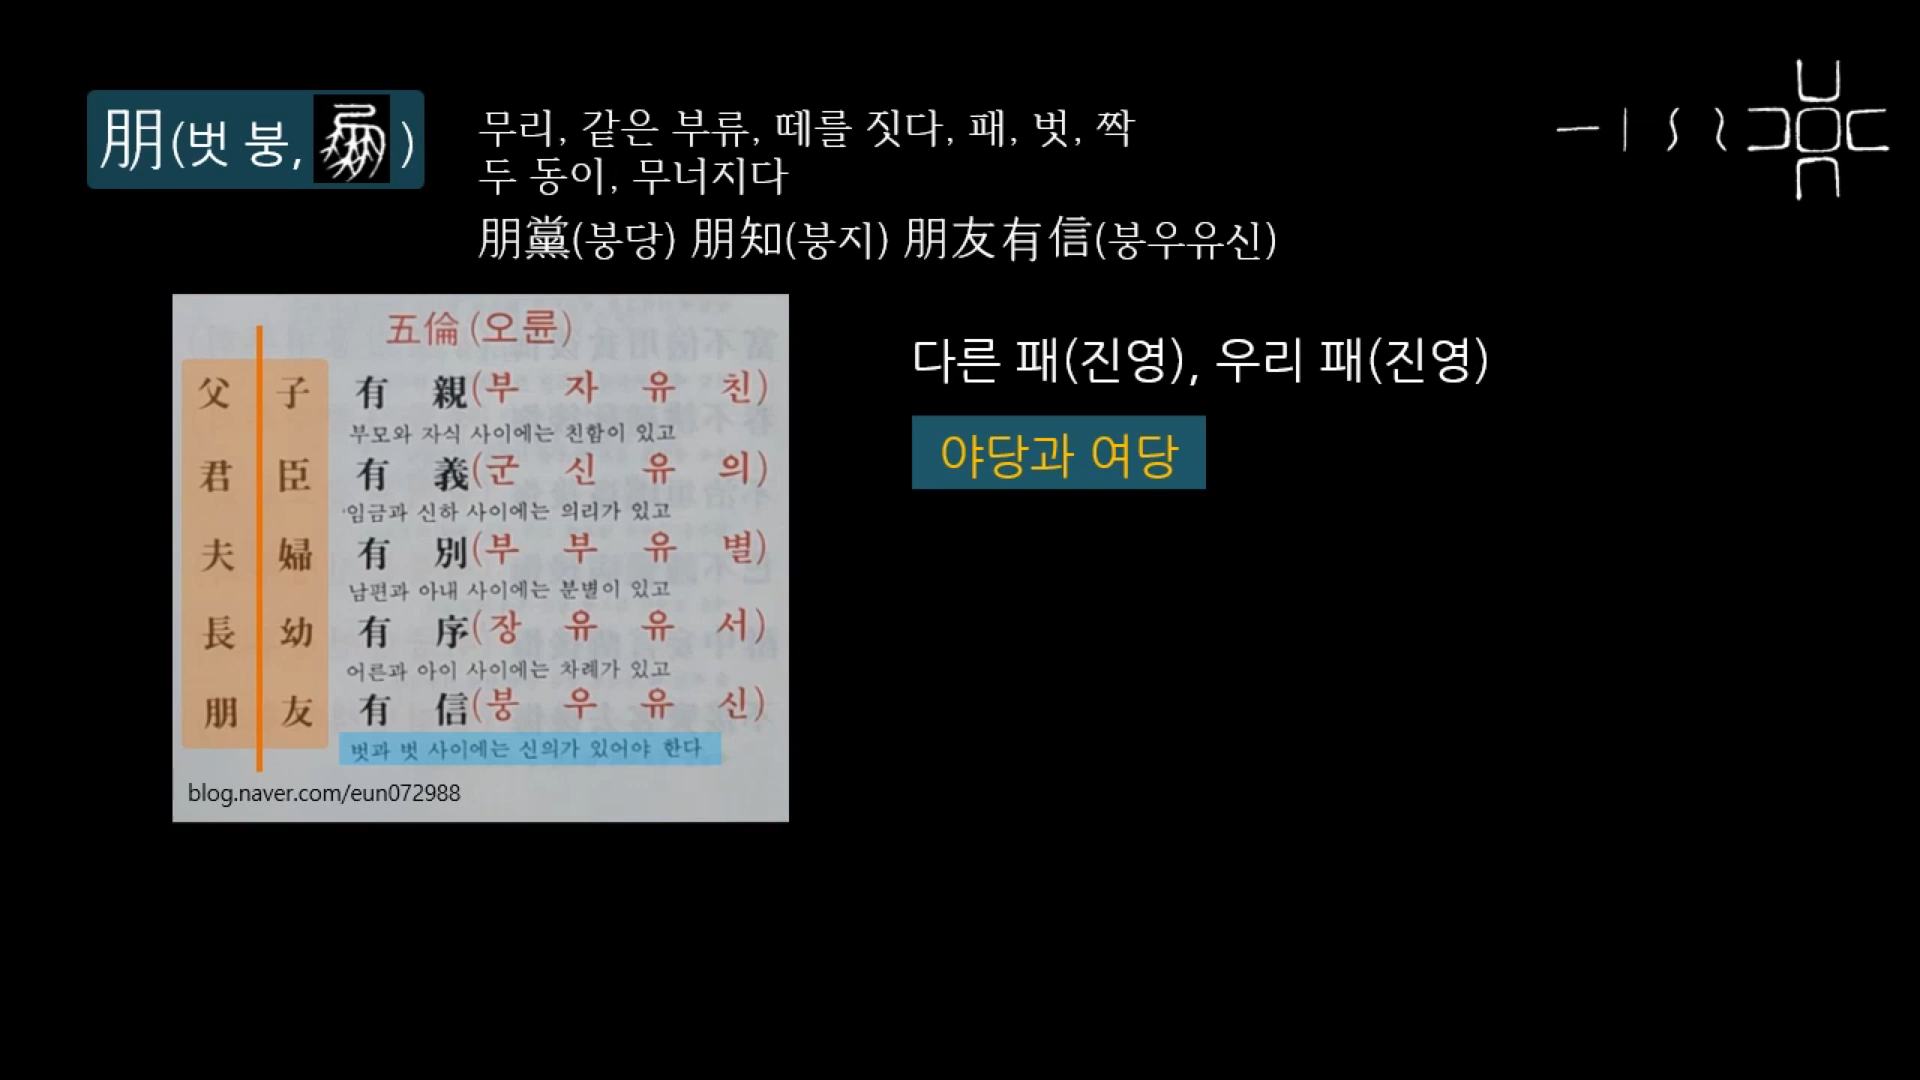 朋(벗 붕, )
무리, 같은 부류, 떼를 짓다, 패, 벗, 짝
두 동이, 무너지다
朋黨(붕당) 朋知(붕지) 朋友有信(붕우유신)
五倫(오륜)
父 子 有 親(부 자 유 친)
부모와 자식 사이에는 친함이 있고
君 臣 有 義(군 신 유 의)
임금과 신하 사이에는 의리가 있고
夫 婦 有 別(부 부 유 별)
남편과 아내 사이에는 분별이 있고
長 幼 有 序(장 유 유 서)
어른과 아이 사이에는 차례가 있고
朋 友 有 信(붕 우 유 신)
벗과 벗 사이에는 신의가 있어야 한다
blog.naver.com/eun072988
다른 패(진영), 우리 패(진영)
야당과 여당